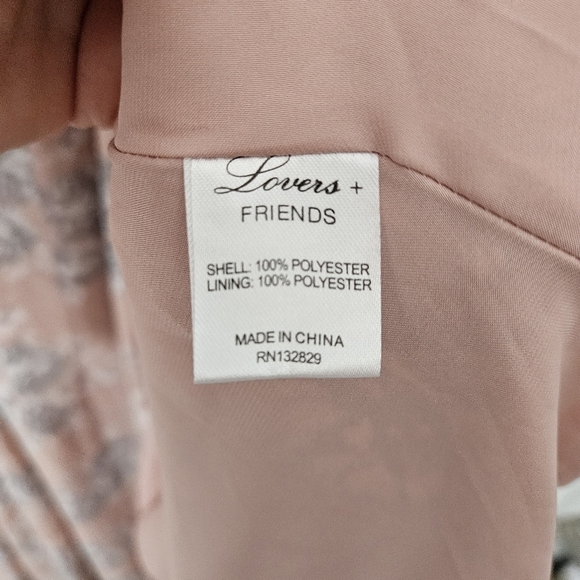 Lovers +
FRIENDS
SHELL: 100% POLYESTER
LINING: 100% POLYESTER
MADE IN CHINA
RN132829